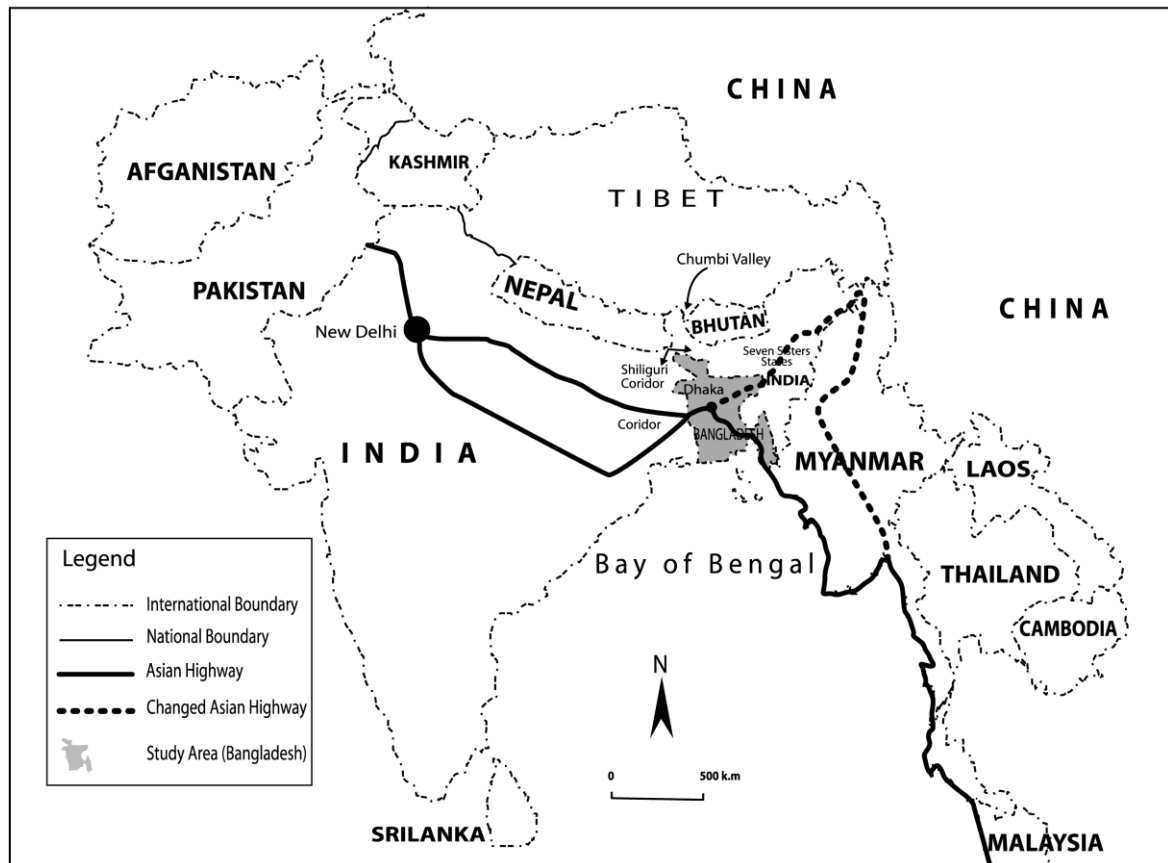 CHINA
AFGANISTAN
KASHMIR
TIBET
Chumbi Valley
PAKISTAN
NEPAL
CHINA
BHUTAN
New Delhi
Seven Sisters
States
Shiliguri
Coridor
INDIA
Dhaka
Coridor
BANGLADESH
INDIA
MYANMAR
LAOS
Bay of Bengal
THAILAND
CAMBODIA
Legend
International Boundary
National Boundary
Asian Highway
Changed Asian Highway
Study Area (Bangladesh)
N
0 500 k.m
SRILANKA
MALAYSIA